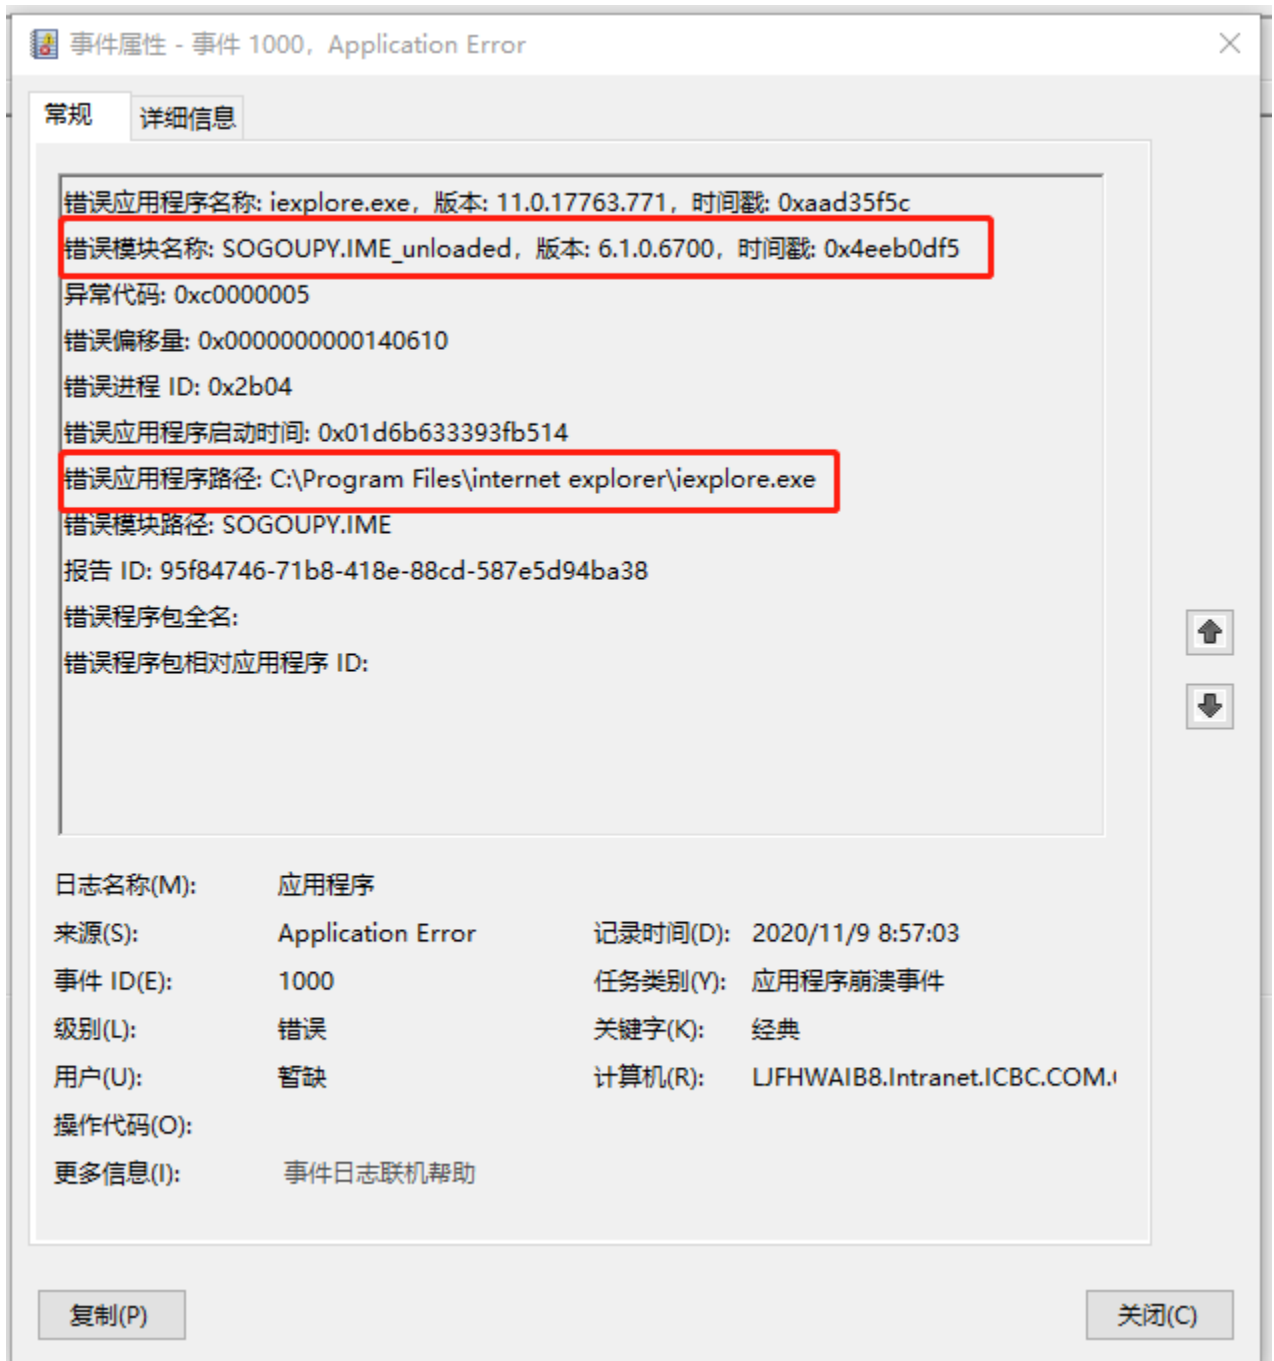 事件属性 - 事件 1000，Application Error
常规
详细信息
错误应用程序名称: iexplore.exe，版本: 11.0.17763.771，时间戳: 0xaad35f5c
错误模块名称: SOGOUPY.IME_unloaded，版本: 6.1.0.6700，时间戳: 0x4eeb0df5
异常代码: 0xc0000005
错误偏移量: 0x0000000000140610
错误进程 ID: 0x2b04
错误应用程序启动时间: 0x01d6b633393fb514
错误应用程序路径: C:\Program Files\internet explorer\iexplore.exe
错误模块路径: SOGOUPY.IME
报告 ID: 95f84746-71b8-418e-88cd-587e5d94ba38
错误程序包全名:
错误程序包相对应用程序 ID:
日志名称(M): 应用程序
来源(S): Application Error 记录时间(D): 2020/11/9 8:57:03
事件 ID(E): 1000 任务类别(Y): 应用程序崩溃事件
级别(L): 错误 关键字(K): 经典
用户(U): 暂缺 计算机(R): LJFHWAIB8.Intranet.ICBC.COM.
操作代码(O):
更多信息(I): 事件日志联机帮助
复制(P) 关闭(C)